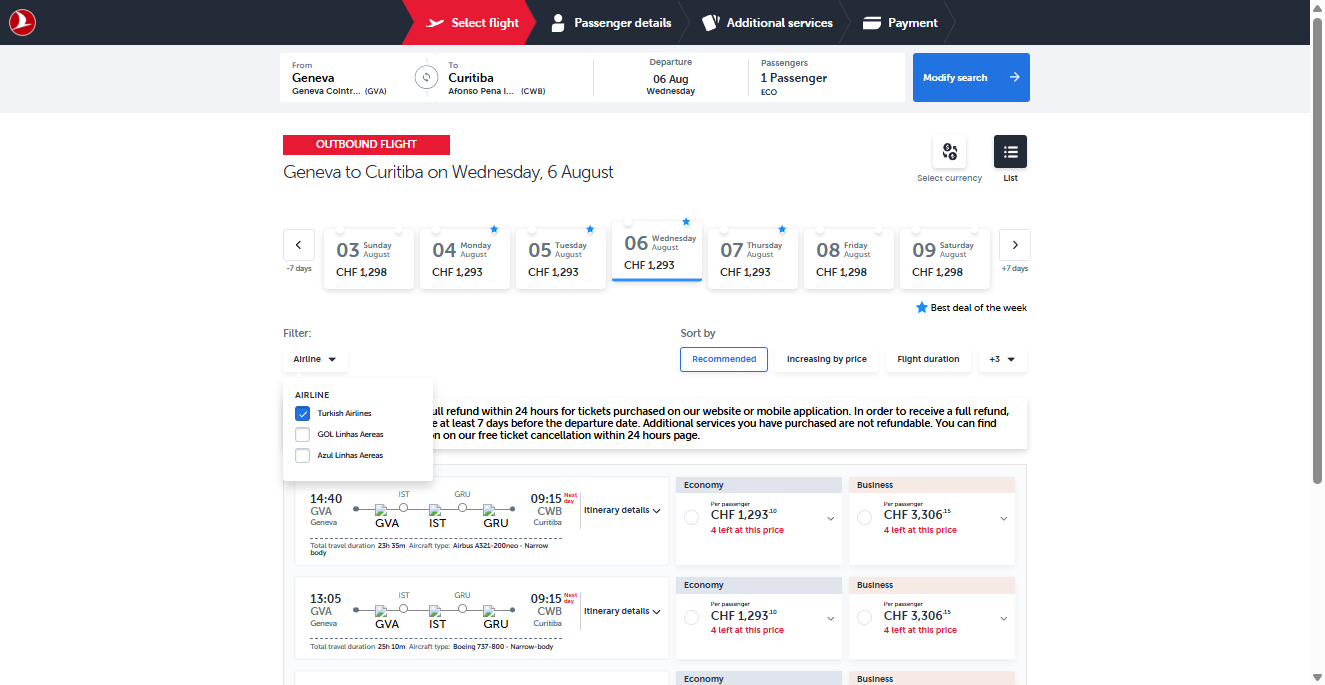 Select flight
Passenger details
Additional services
Payment
From
Geneva
Geneva Cointr... (GVA)
To
Curitiba
Afonso Pena I... (CWB)
Departure
06 Aug
Wednesday
Passengers
1 Passenger
ECO
Modify search
OUTBOUND FLIGHT
Geneva to Curitiba on Wednesday, 6 August
Select currency
List
-7 days
03 Sunday August
CHF 1,298
04 Monday August
CHF 1,293
05 Tuesday August
CHF 1,293
06 Wednesday August
CHF 1,293
07 Thursday August
CHF 1,293
08 Friday August
CHF 1,298
09 Saturday August
CHF 1,298
+7 days
Best deal of the week
Filter:
Airline
Sort by
Recommended
Increasing by price
Flight duration
+3
AIRLINE
Turkish Airlines
GOL Linhas Aereas
Azul Linhas Aereas
ull refund within 24 hours for tickets purchased on our website or mobile application. In order to receive a full refund,
e at least 7 days before the departure date. Additional services you have purchased are not refundable. You can find
on on our free ticket cancellation within 24 hours page.
14:40
GVA
Geneva
IST
GRU
GVA
IST
GRU
09:15 Next day
CWB
Curitiba
Itinerary details
Total travel duration 23h 35m Aircraft type: Airbus A321-200neo - Narrow
body
Economy
Per passenger
CHF 1,293.10
4 left at this price
Business
Per passenger
CHF 3,306.15
4 left at this price
13:05
GVA
Geneva
IST
GRU
GVA
IST
GRU
09:15 Next day
CWB
Curitiba
Itinerary details
Total travel duration 25h 10m Aircraft type: Boeing 737-800 - Narrow-body
Economy
Per passenger
CHF 1,293.10
4 left at this price
Business
Per passenger
CHF 3,306.15
4 left at this price
Economy
Business